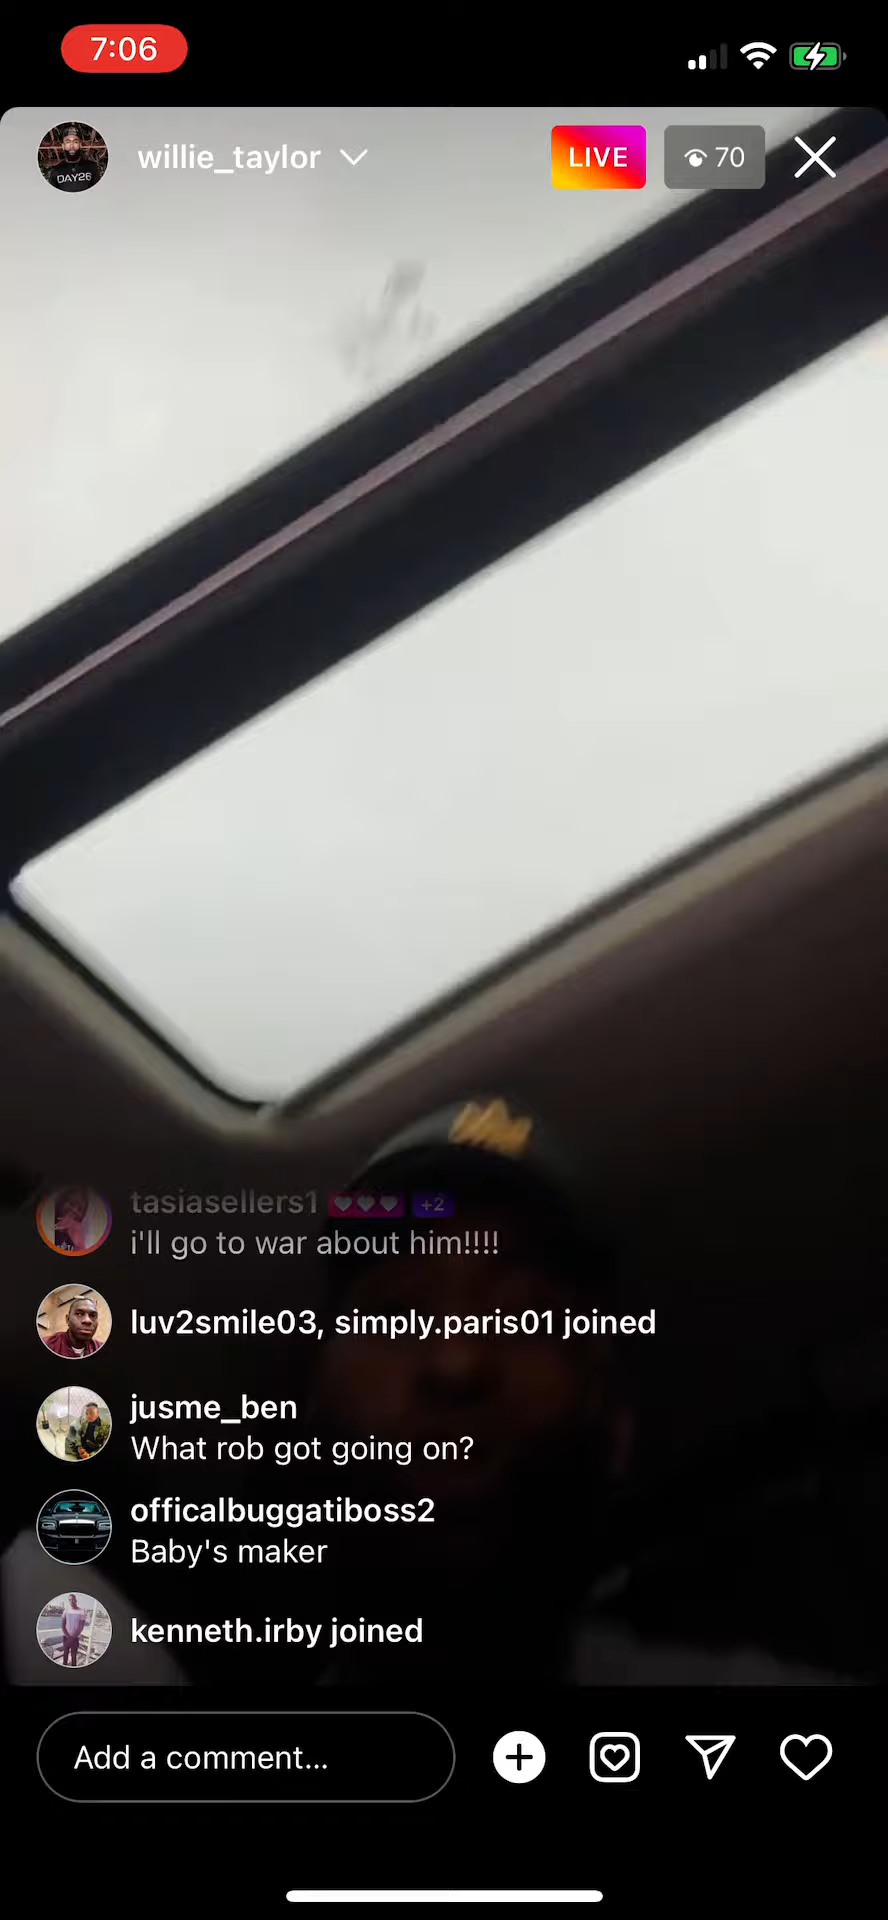 7:06
willie_taylor
LIVE
70
DAY26
tasiasellers1 +2
i'll go to war about him!!!!
luv2smile03, simply.paris01 joined
jusme_ben
What rob got going on?
officalbuggatiboss2
Baby's maker
kenneth.irby joined
Add a comment...